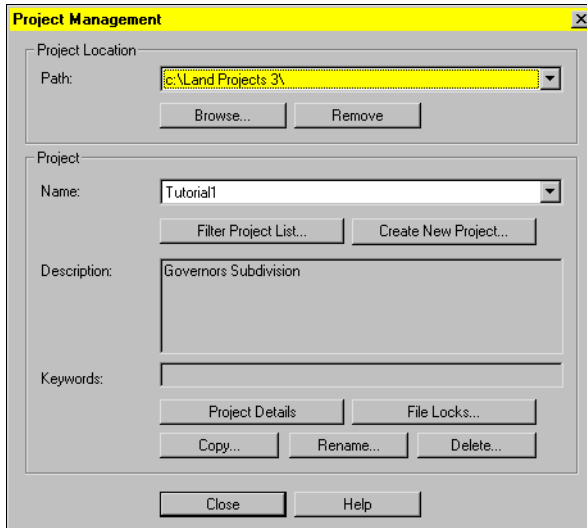 Project Management
Project Location
Path: c:\Land Projects 3\
Browse... Remove
Project
Name: Tutorial1
Filter Project List... Create New Project...
Description: Governors Subdivision
Keywords:
Project Details File Locks...
Copy... Rename... Delete...
Close Help